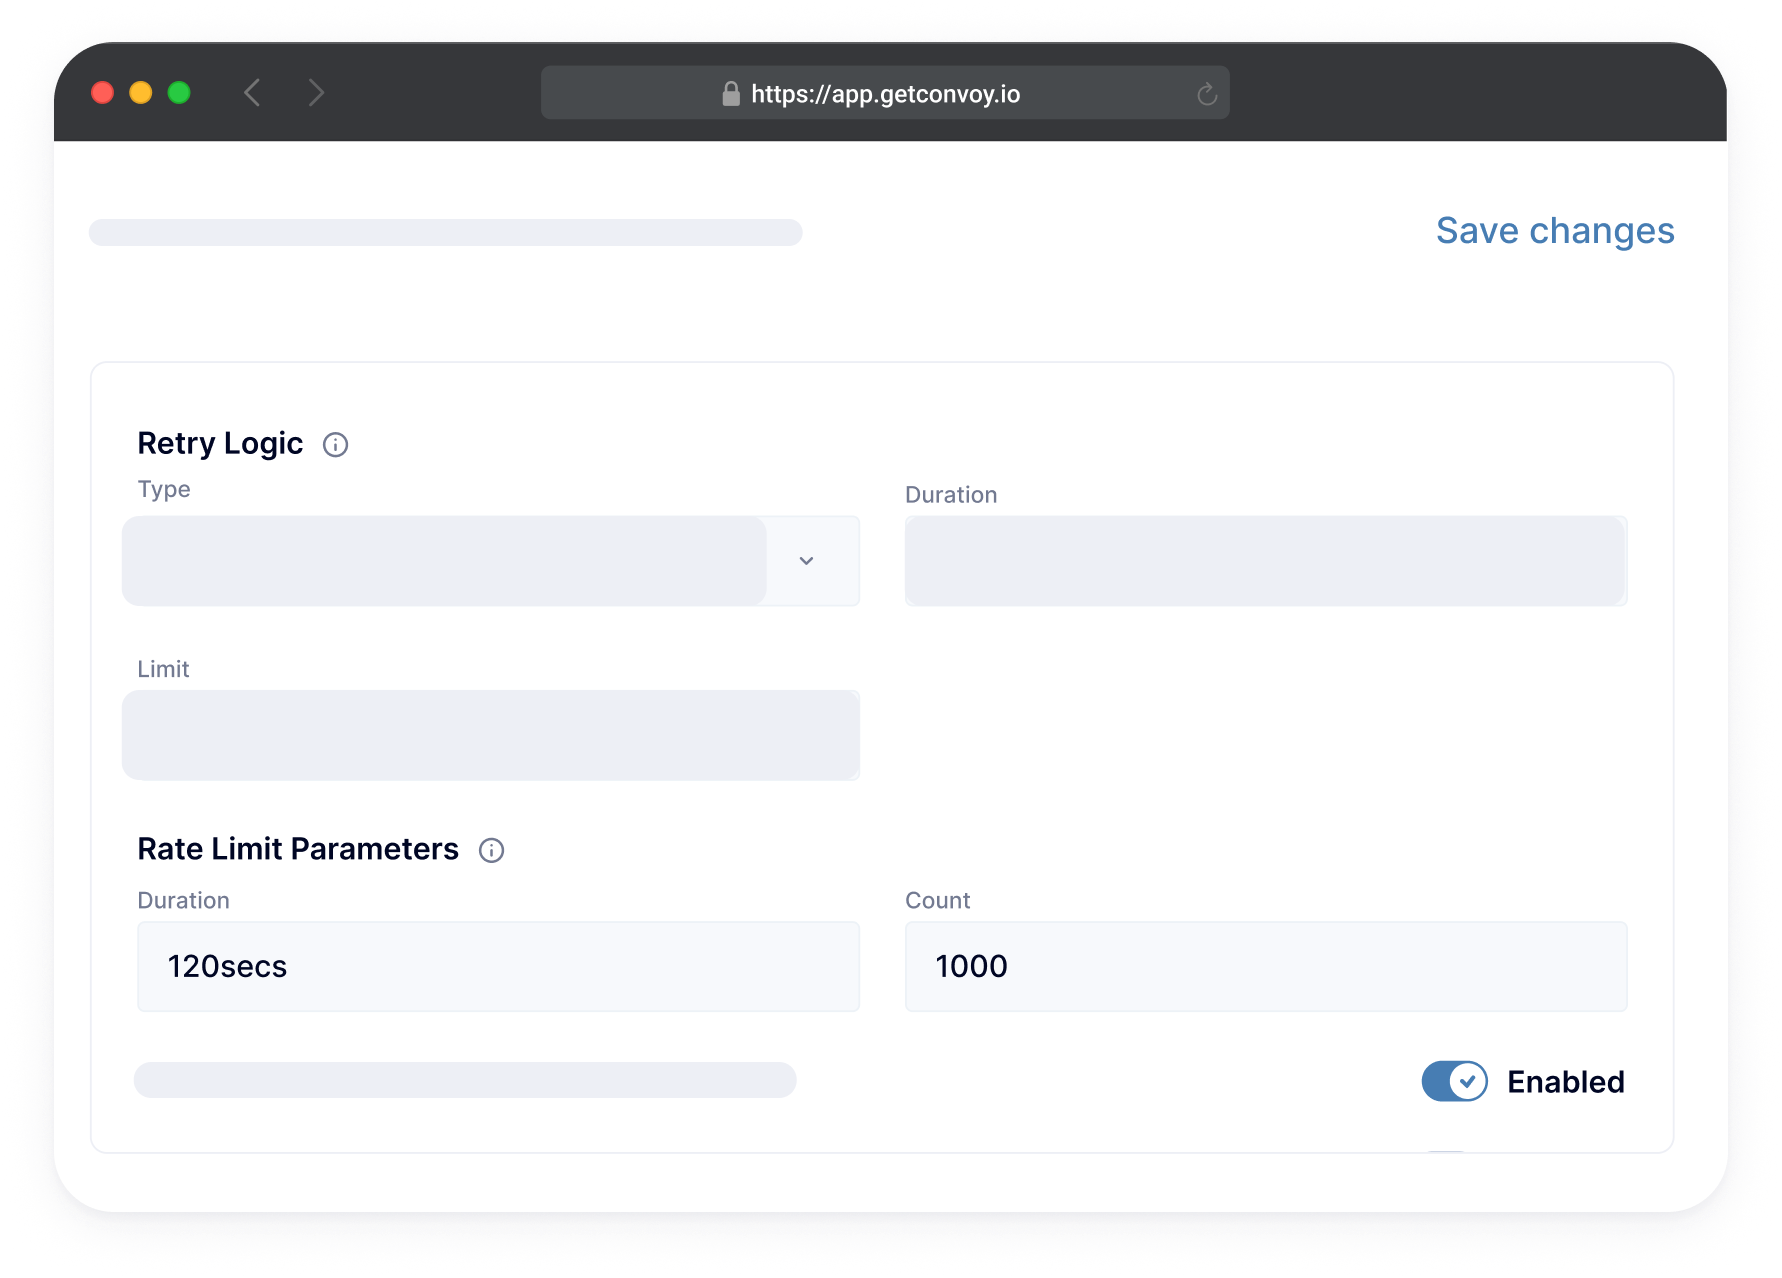 https://app.getconvoy.io
Save changes
Retry Logic
Type
Duration
Limit
Rate Limit Parameters
Duration
Count
120secs
1000
Enabled